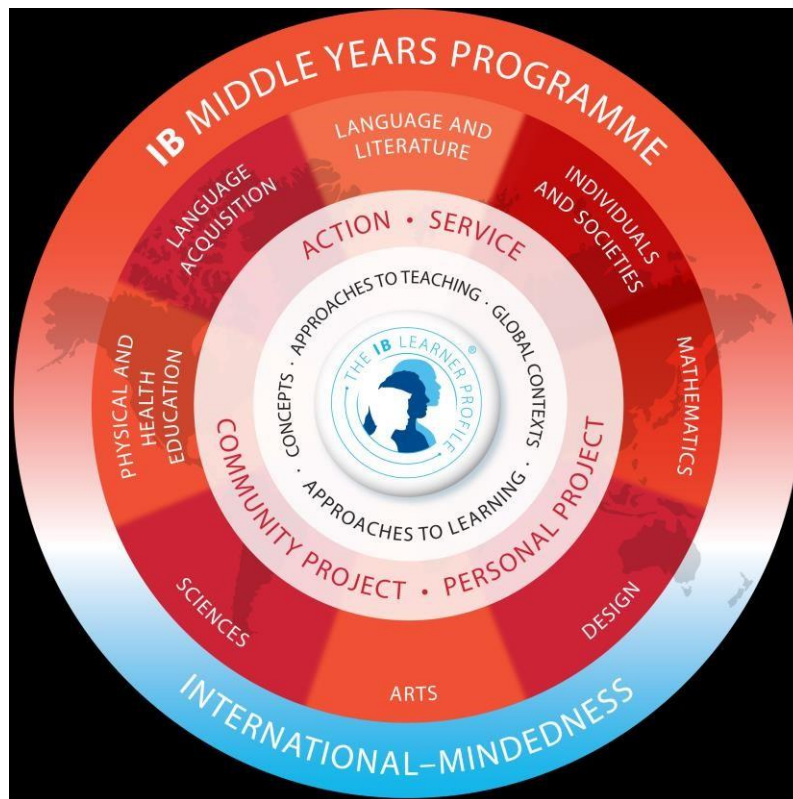 IB MIDDLE YEARS PROGRAMME
LANGUAGE AND
LITERATURE
INDIVIDUALS
AND SOCIETIES
MATHEMATICS
DESIGN
ARTS
SCIENCES
PHYSICAL AND
HEALTH
EDUCATION
LANGUAGE
ACQUISITION
ACTION • SERVICE
COMMUNITY PROJECT • PERSONAL PROJECT
APPROACHES TO TEACHING · GLOBAL CONTEXTS ·
· APPROACHES TO LEARNING ·
CONCEPTS ·
THE IB LEARNER PROFILE ®
INTERNATIONAL–MINDEDNESS